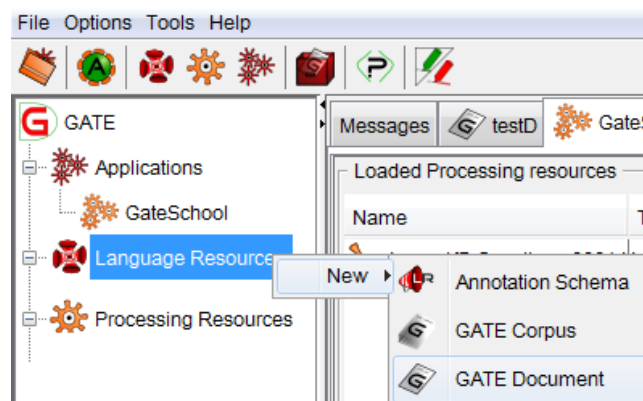 File Options Tools Help
GATE
Messages testD
Applications
Loaded Processing resources
GateSchool
Name
Language Resource
New
Annotation Schema
GATE Corpus
Processing Resources
GATE Document